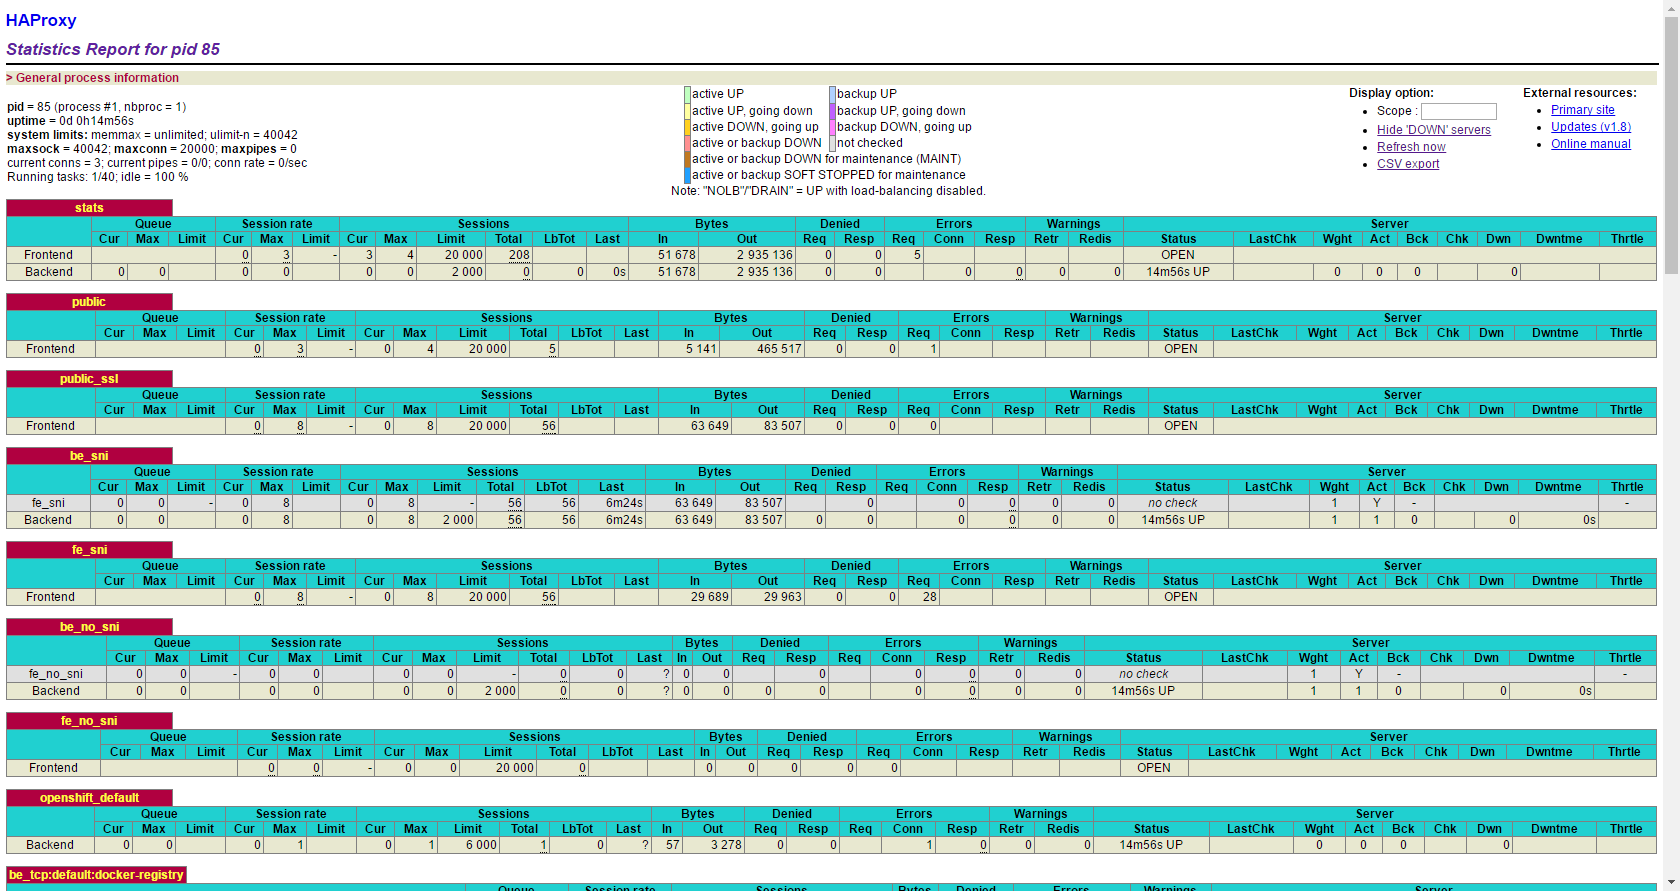 HAProxy
Statistics Report for pid 85
> General process information
pid = 85 (process #1, nbproc = 1)
uptime = 0d 0h14m56s
system limits: memmax = unlimited; ulimit-n = 40042
maxsock = 40042; maxconn = 20000; maxpipes = 0
current conns = 3; current pipes = 0/0; conn rate = 0/sec
Running tasks: 1/40; idle = 100 %
active UP backup UP
active UP, going down backup UP, going down
active DOWN, going up backup DOWN, going up
active or backup DOWN not checked
active or backup DOWN for maintenance (MAINT)
active or backup SOFT STOPPED for maintenance
Note: "NOLB"/"DRAIN" = UP with load-balancing disabled.
Display option:
Scope :
Hide 'DOWN' servers
Refresh now
CSV export
External resources:
Primary site
Updates (v1.8)
Online manual
stats
Queue Session rate Sessions Bytes Denied Errors Warnings Server
Cur Max Limit Cur Max Limit Cur Max Limit Total LbTot Last In Out Req Resp Req Conn Resp Retr Redis Status LastChk Wght Act Bck Chk Dwn Dwntme Thrtle
Frontend 0 3 - 3 4 20 000 208 51 678 2 935 136 0 0 5 OPEN
Backend 0 0 0 0 0 0 2 000 0 0 0s 51 678 2 935 136 0 0 0 0 0 0 14m56s UP 0 0 0 0
public
Queue Session rate Sessions Bytes Denied Errors Warnings Server
Cur Max Limit Cur Max Limit Cur Max Limit Total LbTot Last In Out Req Resp Req Conn Resp Retr Redis Status LastChk Wght Act Bck Chk Dwn Dwntme Thrtle
Frontend 0 3 - 0 4 20 000 5 5 141 465 517 0 0 1 OPEN
public_ssl
Queue Session rate Sessions Bytes Denied Errors Warnings Server
Cur Max Limit Cur Max Limit Cur Max Limit Total LbTot Last In Out Req Resp Req Conn Resp Retr Redis Status LastChk Wght Act Bck Chk Dwn Dwntme Thrtle
Frontend 0 8 - 0 8 20 000 56 63 649 83 507 0 0 0 OPEN
be_sni
Queue Session rate Sessions Bytes Denied Errors Warnings Server
Cur Max Limit Cur Max Limit Cur Max Limit Total LbTot Last In Out Req Resp Req Conn Resp Retr Redis Status LastChk Wght Act Bck Chk Dwn Dwntme Thrtle
fe_sni 0 0 - 0 8 0 8 - 56 56 6m24s 63 649 83 507 0 0 0 0 0 no check 1 Y - -
Backend 0 0 0 8 0 8 2 000 56 56 6m24s 63 649 83 507 0 0 0 0 0 0 14m56s UP 1 1 0 0 0s
fe_sni
Queue Session rate Sessions Bytes Denied Errors Warnings Server
Cur Max Limit Cur Max Limit Cur Max Limit Total LbTot Last In Out Req Resp Req Conn Resp Retr Redis Status LastChk Wght Act Bck Chk Dwn Dwntme Thrtle
Frontend 0 8 - 0 8 20 000 56 29 689 29 963 0 0 28 OPEN
be_no_sni
Queue Session rate Sessions Bytes Denied Errors Warnings Server
Cur Max Limit Cur Max Limit Cur Max Limit Total LbTot Last In Out Req Resp Req Conn Resp Retr Redis Status LastChk Wght Act Bck Chk Dwn Dwntme Thrtle
fe_no_sni 0 0 - 0 0 0 0 - 0 0 ? 0 0 0 0 0 0 0 no check 1 Y - -
Backend 0 0 0 0 0 0 2 000 0 0 ? 0 0 0 0 0 0 0 0 14m56s UP 1 1 0 0 0s
fe_no_sni
Queue Session rate Sessions Bytes Denied Errors Warnings Server
Cur Max Limit Cur Max Limit Cur Max Limit Total LbTot Last In Out Req Resp Req Conn Resp Retr Redis Status LastChk Wght Act Bck Chk Dwn Dwntme Thrtle
Frontend 0 0 - 0 0 20 000 0 0 0 0 0 0 OPEN
openshift_default
Queue Session rate Sessions Bytes Denied Errors Warnings Server
Cur Max Limit Cur Max Limit Cur Max Limit Total LbTot Last In Out Req Resp Req Conn Resp Retr Redis Status LastChk Wght Act Bck Chk Dwn Dwntme Thrtle
Backend 0 0 0 1 0 1 6 000 1 0 ? 57 3 278 0 0 1 0 0 0 14m56s UP 0 0 0 0
be_tcp:default:docker-registry
Queue Session rate Sessions Bytes Denied Errors Warnings Server